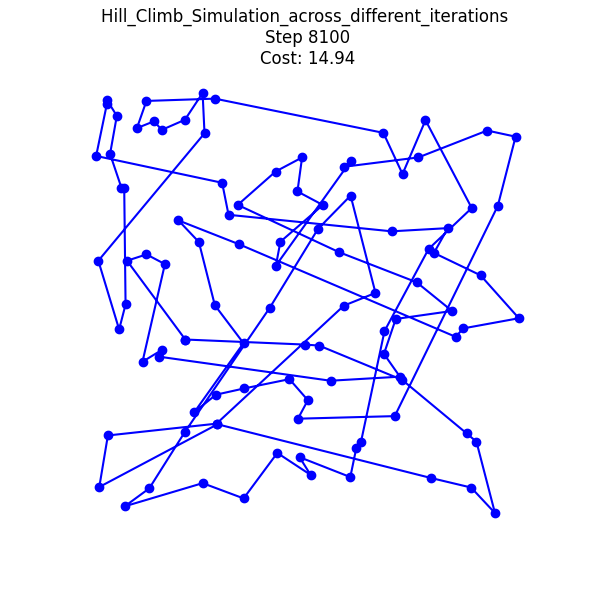 Hill_Climb_Simulation_across_different_iterations
Step 8100
Cost: 14.94